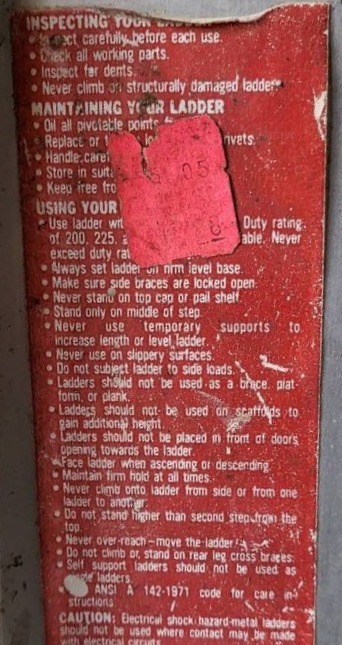 INSPECTING YOUR
• Inspect carefully before each use.
• Check all working parts.
• Inspect for dents.
• Never climb on structurally damaged ladder
MAINTAINING YOUR LADDER
• Oil all pivotable points
• Replace or
• Handle
• Store in
• Keep free
05
8
USING YOUR
• Use ladder Duty rating
of 200, 225, Never
exceed duty
• Always set ladder on firm level base.
• Make sure side braces are locked open.
• Never stand on top cap or pail shelf.
• Stand only on middle of step
• Never use temporary supports to
increase length or level ladder.
• Never use on slippery surfaces.
• Do not subject ladder to side loads.
• Ladders should not be used as a brace, plat-
form, or plank.
• Ladders should not be used on scaffolds to
gain additional height.
• Ladders should not be placed in front of doors
opening towards the ladder.
• Face ladder when ascending or descending.
• Maintain firm hold at all times.
• Never climb onto ladder from side or from one
ladder to another.
• Do not stand higher than second step from the
top.
• Never over-reach—move the ladder.
• Do not climb or stand on rear leg cross braces.
• Self support ladders should not be used as
ladders.
ANSI A 142-1971 code for care in-
structions
CAUTION: Electrical shock hazard-metal ladders
should not be used where contact may be made
with electrical circuits